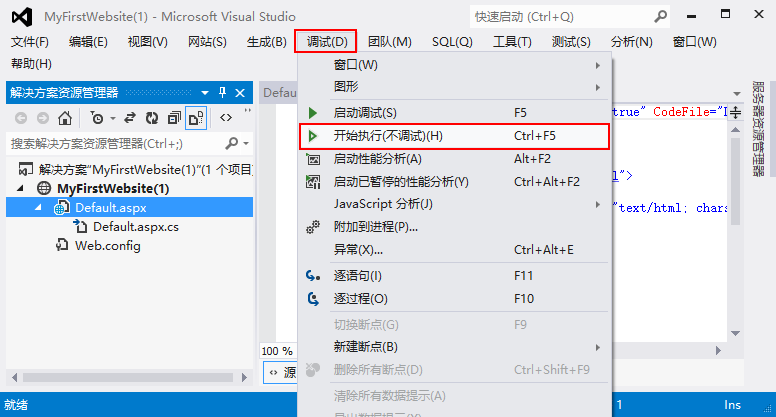 MyFirstWebsite(1) - Microsoft Visual Studio
快速启动 (Ctrl+Q)
文件(F) 编辑(E) 视图(V) 网站(S) 生成(B) 调试(D) 团队(M) SQL(Q) 工具(T) 测试(S) 分析(N) 窗口(W)
帮助(H)
解决方案资源管理器
搜索解决方案资源管理器(Ctrl+;)
解决方案"MyFirstWebsite(1)"(1 个项目)
MyFirstWebsite(1)
Default.aspx
Default.aspx.cs
Web.config
Defau
窗口(W)
图形
启动调试(S) F5
开始执行(不调试)(H) Ctrl+F5
启动性能分析(A) Alt+F2
启动已暂停的性能分析(Y) Ctrl+Alt+F2
JavaScript 分析(J)
附加到进程(P)...
异常(X)... Ctrl+Alt+E
逐语句(I) F11
逐过程(O) F10
切换断点(G) F9
新建断点(B)
删除所有断点(D) Ctrl+Shift+F9
清除所有数据提示(A)
true" CodeFile="D
l">
"text/html; chars
服务器资源管理器
100 %
源
就绪
1
Ins